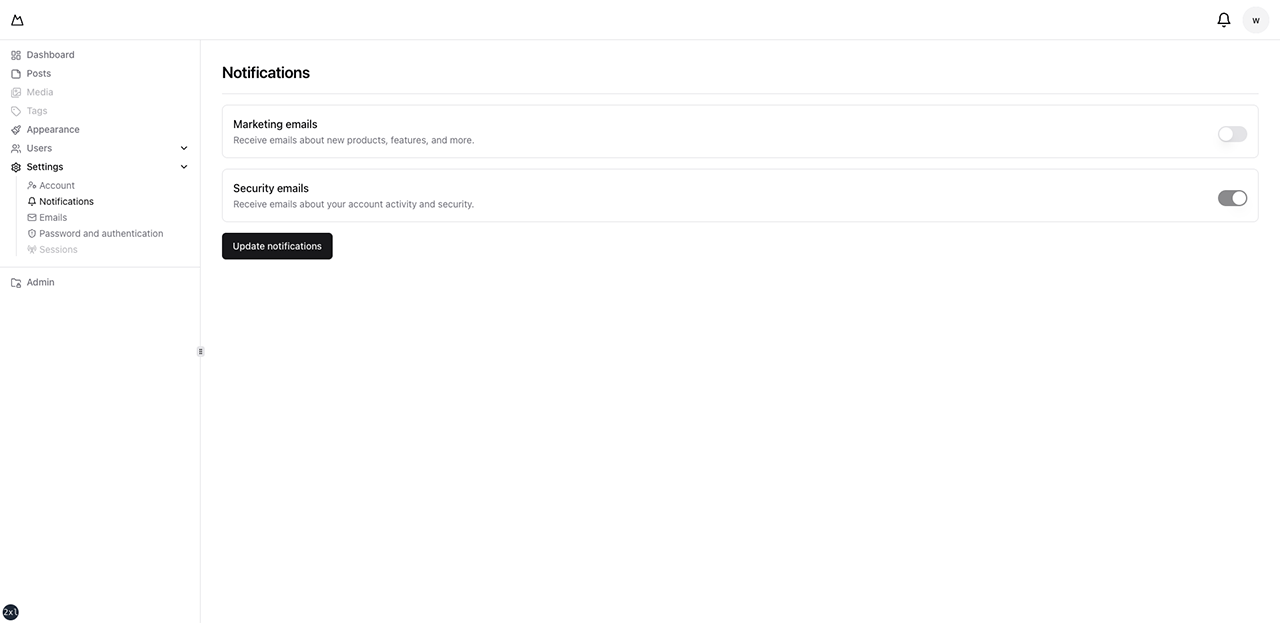 W
Dashboard
Posts
Media
Tags
Appearance
Users
Settings
Account
Notifications
Emails
Password and authentication
Sessions
Admin
Notifications
Marketing emails
Receive emails about new products, features, and more.
Security emails
Receive emails about your account activity and security.
Update notifications
2xl